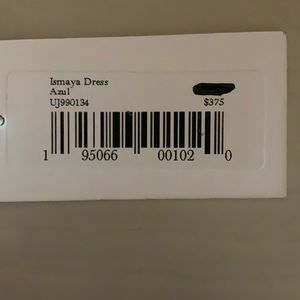 Ismaya Dress
Azul
UJ990134 $375
1 95066 00102 0